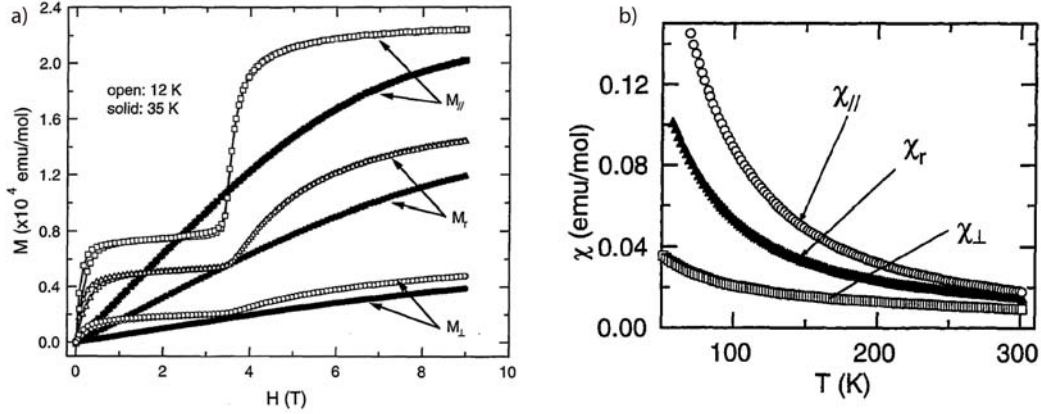 a)
M (x10⁴ emu/mol)
2.4
2.0
1.6
1.2
0.8
0.4
0.0
open: 12 K
solid: 35 K
M//
Mr
M⊥
0 2 4 6 8 10
H (T)
b)
χ (emu/mol)
0.12
0.08
0.04
0.00
χ//
χr
χ⊥
100 200 300
T (K)